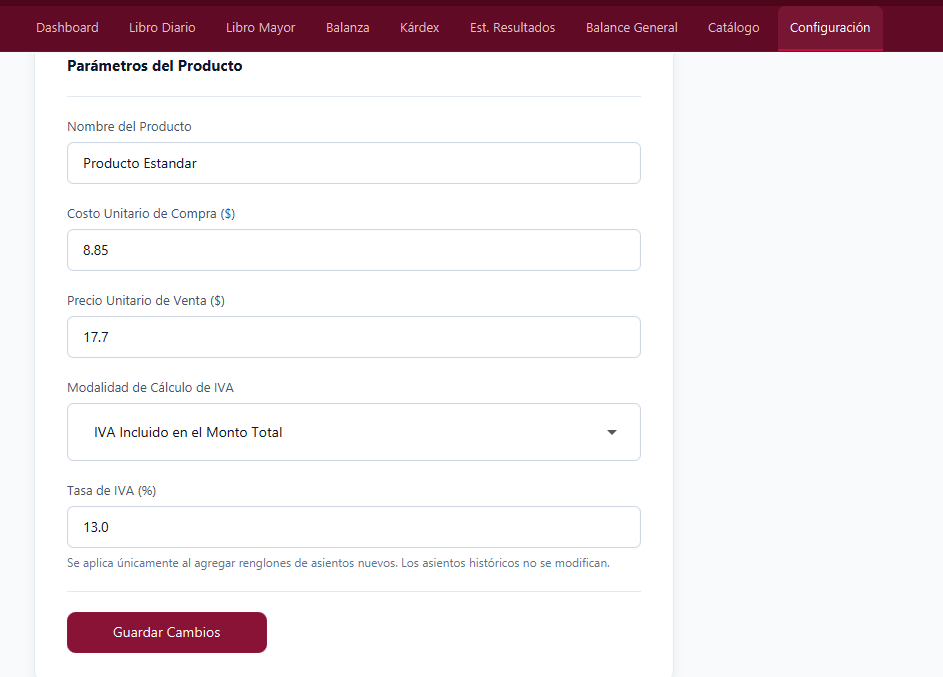 Dashboard Libro Diario Libro Mayor Balanza Kárdex Est. Resultados Balance General Catálogo Configuración
Parámetros del Producto
Nombre del Producto
Producto Estandar
Costo Unitario de Compra ($)
8.85
Precio Unitario de Venta ($)
17.7
Modalidad de Cálculo de IVA
IVA Incluido en el Monto Total
Tasa de IVA (%)
13.0
Se aplica únicamente al agregar renglones de asientos nuevos. Los asientos históricos no se modifican.
Guardar Cambios